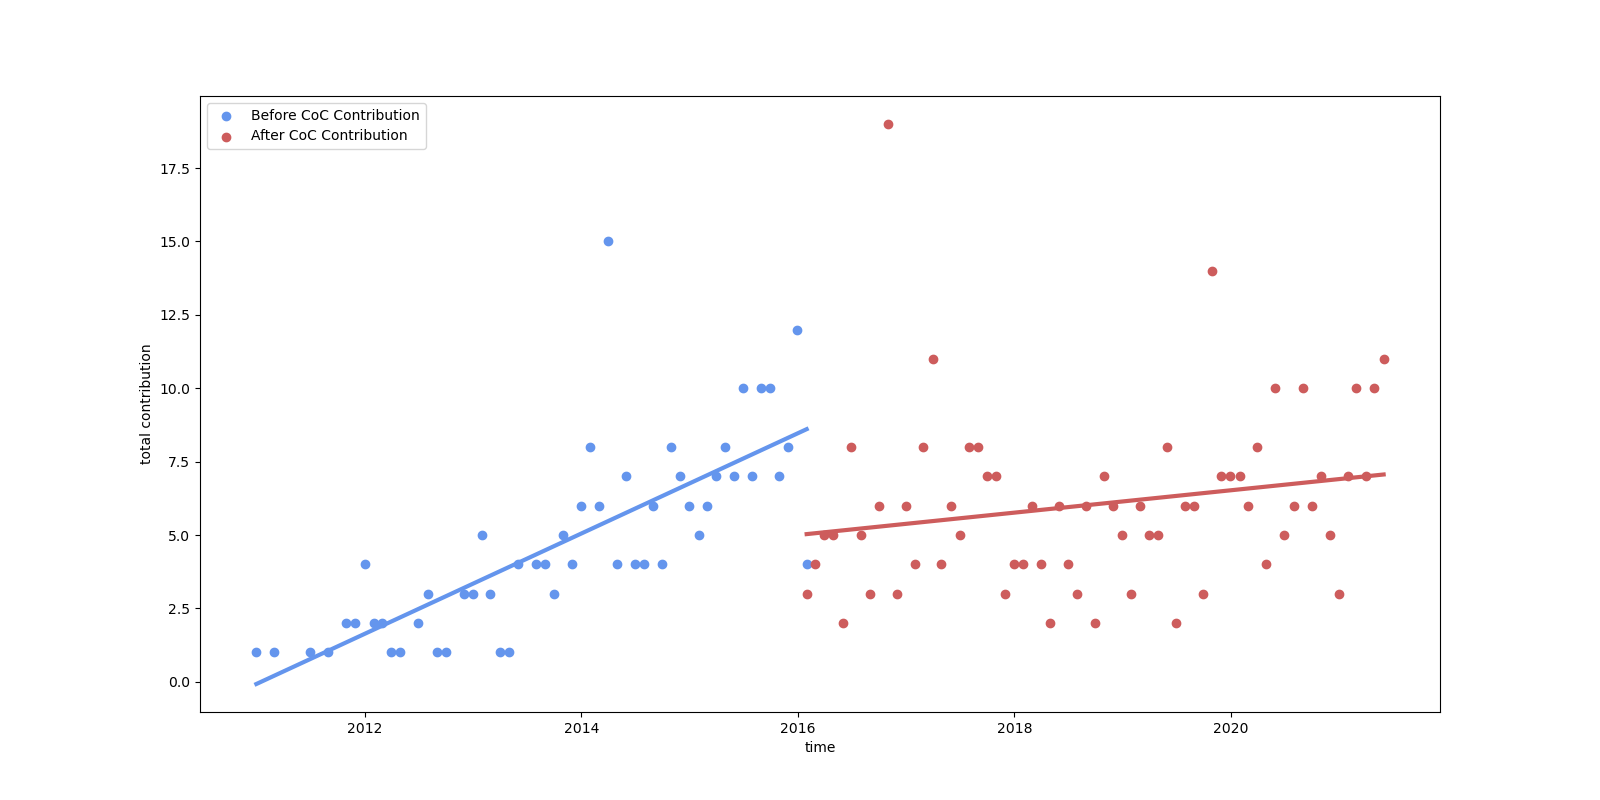 Before CoC Contribution
After CoC Contribution
17.5
15.0
12.5
10.0
7.5
5.0
2.5
0.0
total contribution
2012 2014 2016 2018 2020
time